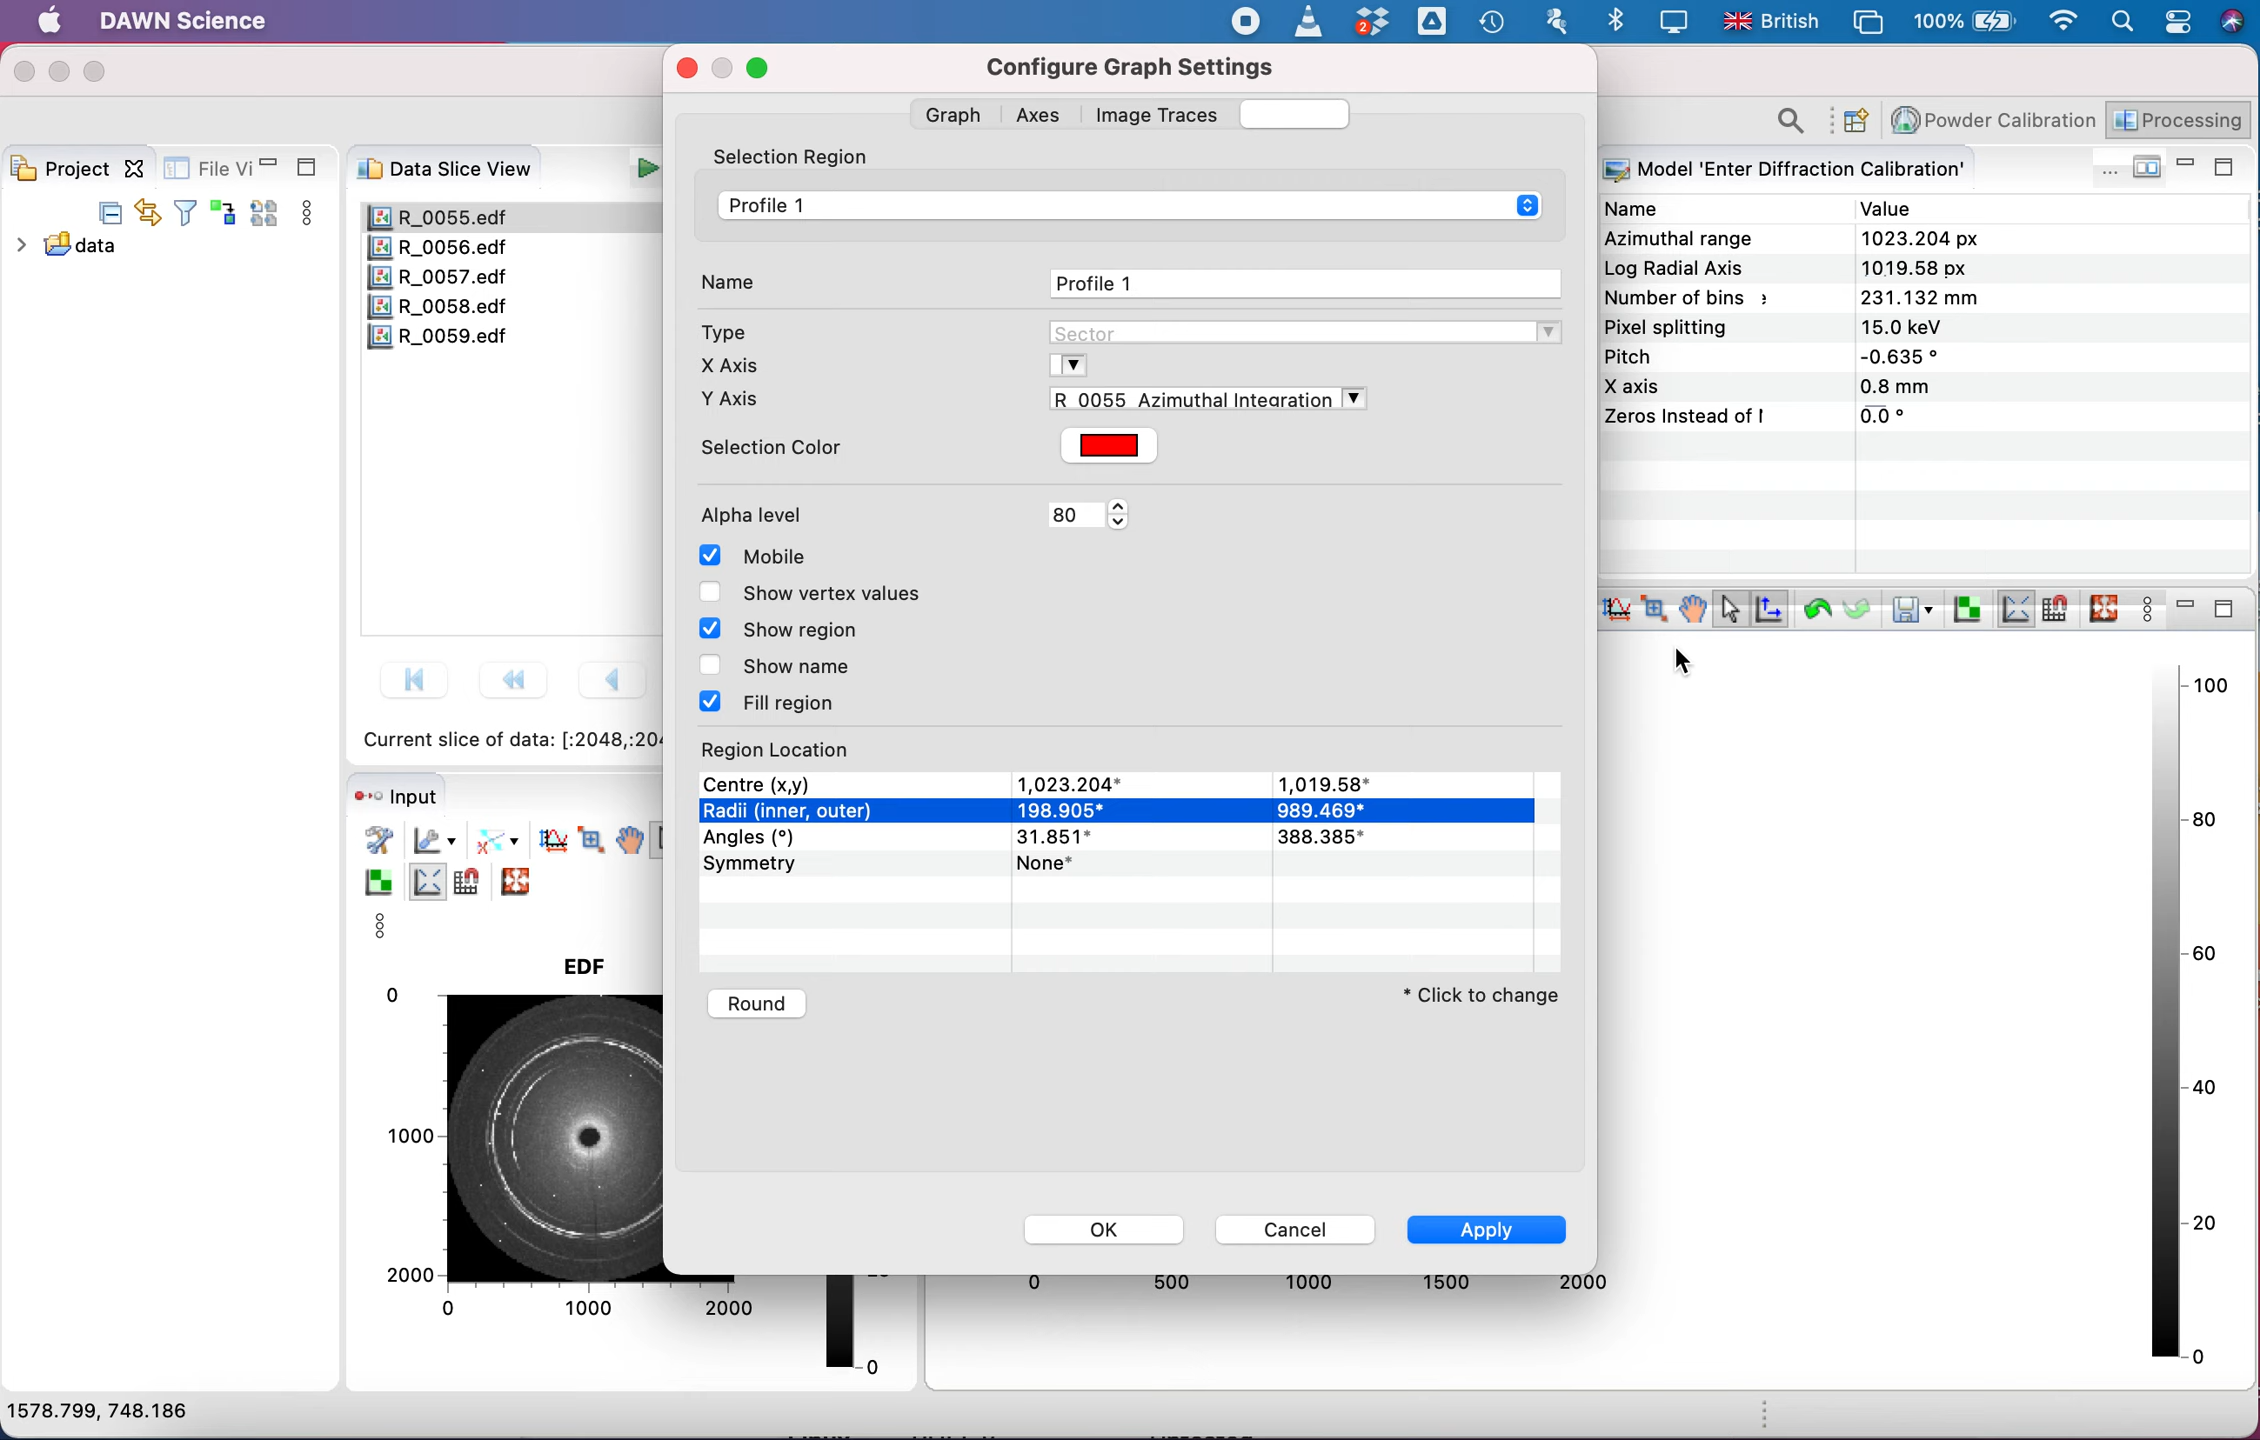 DAWN Science
2
British
100%
Configure Graph Settings
Graph
Axes
Image Traces
Powder Calibration
Processing
Project
File Vi
Data Slice View
Model 'Enter Diffraction Calibration'
...
R_0055.edf
R_0056.edf
R_0057.edf
R_0058.edf
R_0059.edf
data
Current slice of data: [:2048,:204
Input
EDF
0
1000
2000
0
1000
2000
0
Selection Region
Profile 1
Name
Profile 1
Type
Sector
X Axis
Y Axis
R_0055_Azimuthal Integration
Selection Color
Alpha level
80
Mobile
Show vertex values
Show region
Show name
Fill region
Region Location
Centre (x,y) 1,023.204* 1,019.58*
Radii (inner, outer) 198.905* 989.469*
Angles (°) 31.851* 388.385*
Symmetry None*
Round
* Click to change
OK
Cancel
Apply
Name Value
Azimuthal range 1023.204 px
Log Radial Axis 1019.58 px
Number of bins 231.132 mm
Pixel splitting 15.0 keV
Pitch -0.635 °
X axis 0.8 mm
Zeros Instead of 0.0 °
100
80
60
40
20
0
0
500
1000
1500
2000
1578.799, 748.186